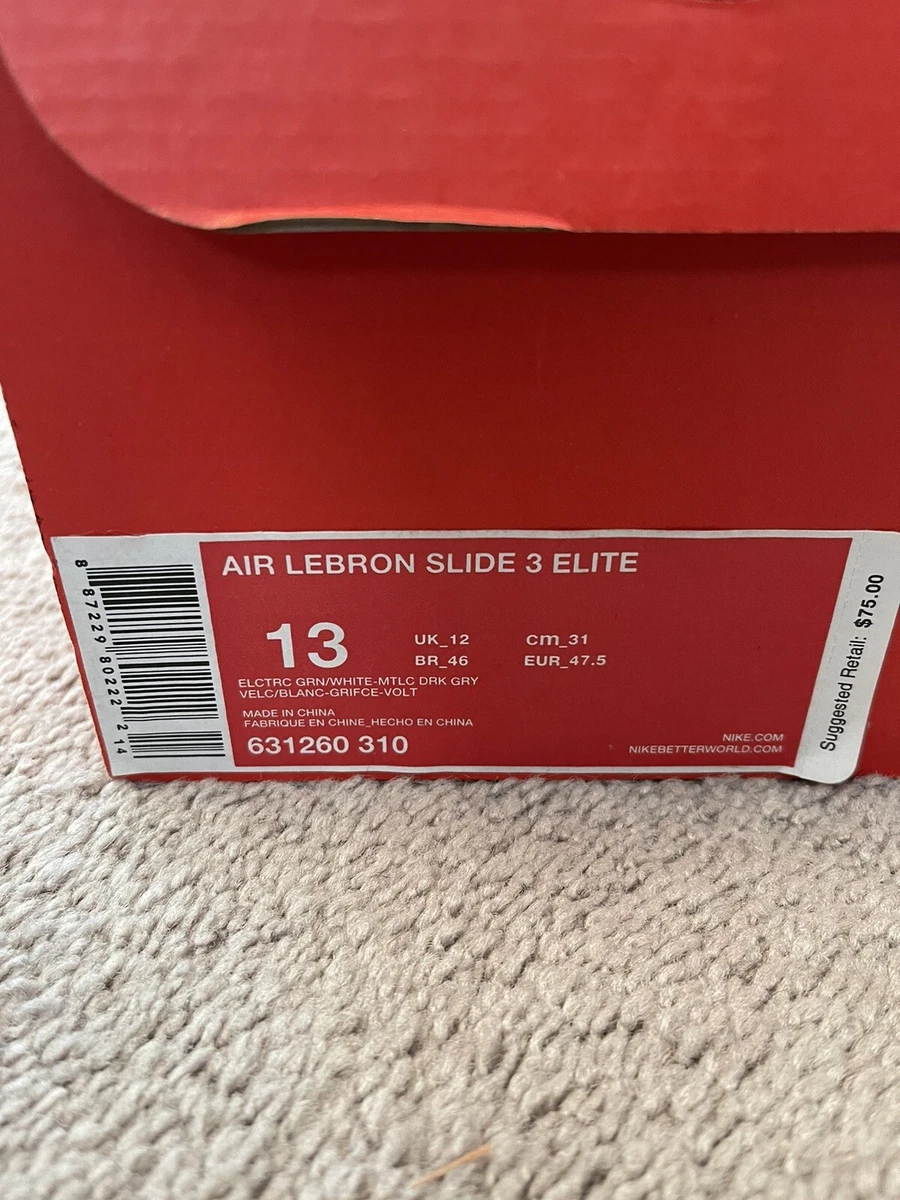 AIR LEBRON SLIDE 3 ELITE
13
UK_12
cm_31
BR_46
EUR_47.5
ELCTRC GRN/WHITE-MTLC DRK GRY
VELC/BLANC-GRIFCE-VOLT
MADE IN CHINA
FABRIQUE EN CHINE_HECHO EN CHINA
631260 310
NIKE.COM
NIKEBETTERWORLD.COM
8 87229 80222 2 14
Suggested Retail: $75.00